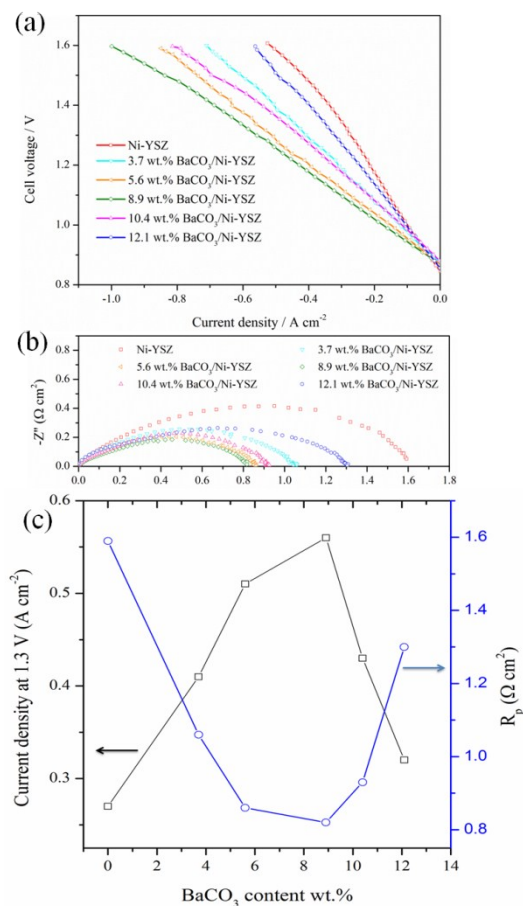 (a)
1.6
1.4
1.2
1.0
0.8
Cell voltage / V
Ni-YSZ
3.7 wt.% BaCO3/Ni-YSZ
5.6 wt.% BaCO3/Ni-YSZ
8.9 wt.% BaCO3/Ni-YSZ
10.4 wt.% BaCO3/Ni-YSZ
12.1 wt.% BaCO3/Ni-YSZ
-1.0 -0.8 -0.6 -0.4 -0.2 0.0
Current density / A cm-2
(b)
0.8
0.6
0.4
0.2
0.0
-Z'' (Ω cm2)
Ni-YSZ 3.7 wt.% BaCO3/Ni-YSZ
5.6 wt.% BaCO3/Ni-YSZ 8.9 wt.% BaCO3/Ni-YSZ
10.4 wt.% BaCO3/Ni-YSZ 12.1 wt.% BaCO3/Ni-YSZ
0.0 0.2 0.4 0.6 0.8 1.0 1.2 1.4 1.6 1.8
(c)
0.6
0.5
0.4
0.3
Current density at 1.3 V (A cm-2)
1.6
1.4
1.2
1.0
0.8
Rp (Ω cm2)
0 2 4 6 8 10 12 14
BaCO3 content wt.%